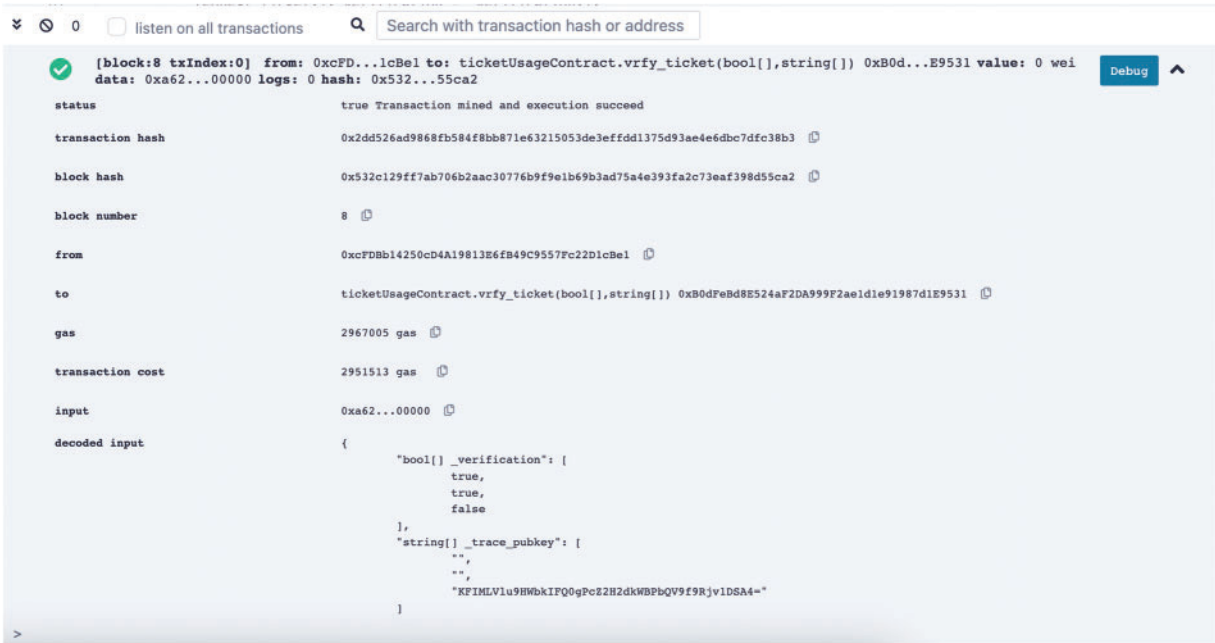 0
listen on all transactions
Search with transaction hash or address
[block:8 txIndex:0] from: 0xcFD...1cBe1 to: ticketUsageContract.vrfy_ticket(bool[],string[]) 0xB0d...E9531 value: 0 wei
data: 0xa62...00000 logs: 0 hash: 0x532...55ca2
Debug
status true Transaction mined and execution succeed
transaction hash 0x2dd526ad9868fb584f8bb871e63215053de3effdd1375d93ae4e6dbc7dfc38b3
block hash 0x532c129ff7ab706b2aac30776b9f9e1b69b3ad75a4e393fa2c73eaf398d55ca2
block number 8
from 0xcFDBb14250cD4A19813E6fB49C9557Fc22D1cBe1
to ticketUsageContract.vrfy_ticket(bool[],string[]) 0xB0dFeBd8E524aF2DA999F2ae1d1e91987d1E9531
gas 2967005 gas
transaction cost 2951513 gas
input 0xa62...00000
decoded input {
"bool[] _verification": [
true,
true,
false
],
"string[] _trace_pubkey": [
"",
"",
"KFIMLV1u9HWbkIFQ0gPcZ2H2dkWBPbQV9f9Rjv1DSA4="
]
>